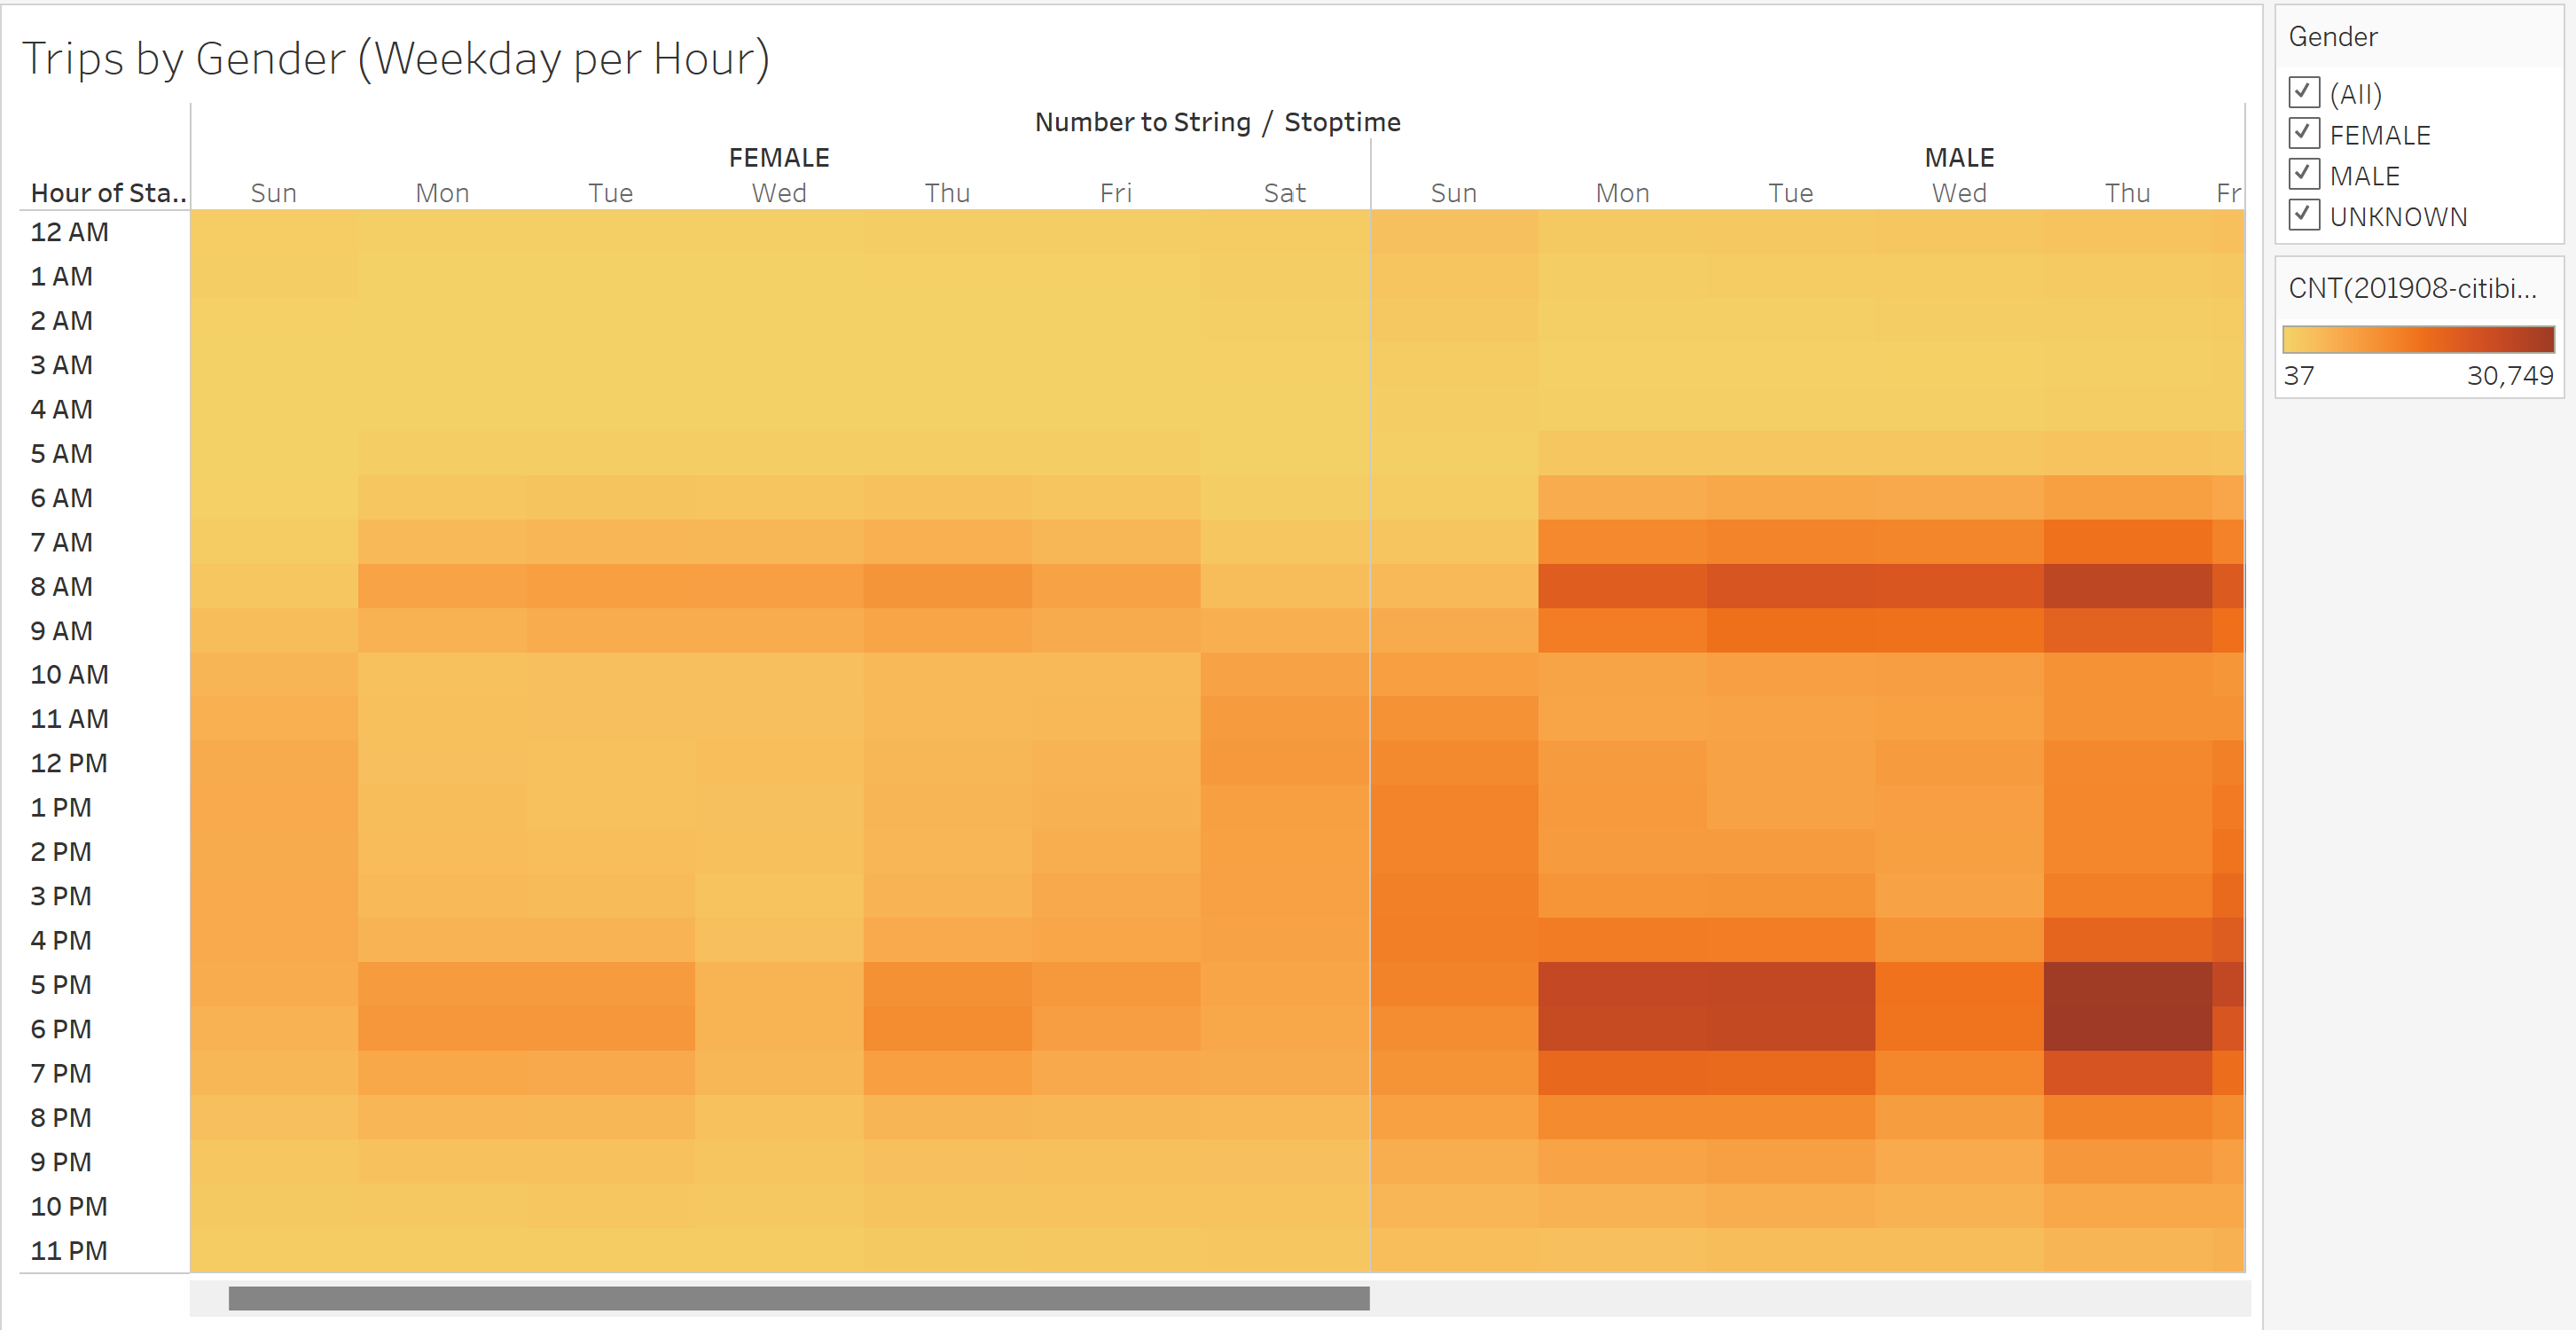 Trips by Gender (Weekday per Hour)
Number to String / Stoptime
FEMALE MALE
Hour of Sta.. Sun Mon Tue Wed Thu Fri Sat Sun Mon Tue Wed Thu Fr
12 AM
1 AM
2 AM
3 AM
4 AM
5 AM
6 AM
7 AM
8 AM
9 AM
10 AM
11 AM
12 PM
1 PM
2 PM
3 PM
4 PM
5 PM
6 PM
7 PM
8 PM
9 PM
10 PM
11 PM
Gender
(All)
FEMALE
MALE
UNKNOWN
CNT(201908-citibi...
37 30,749